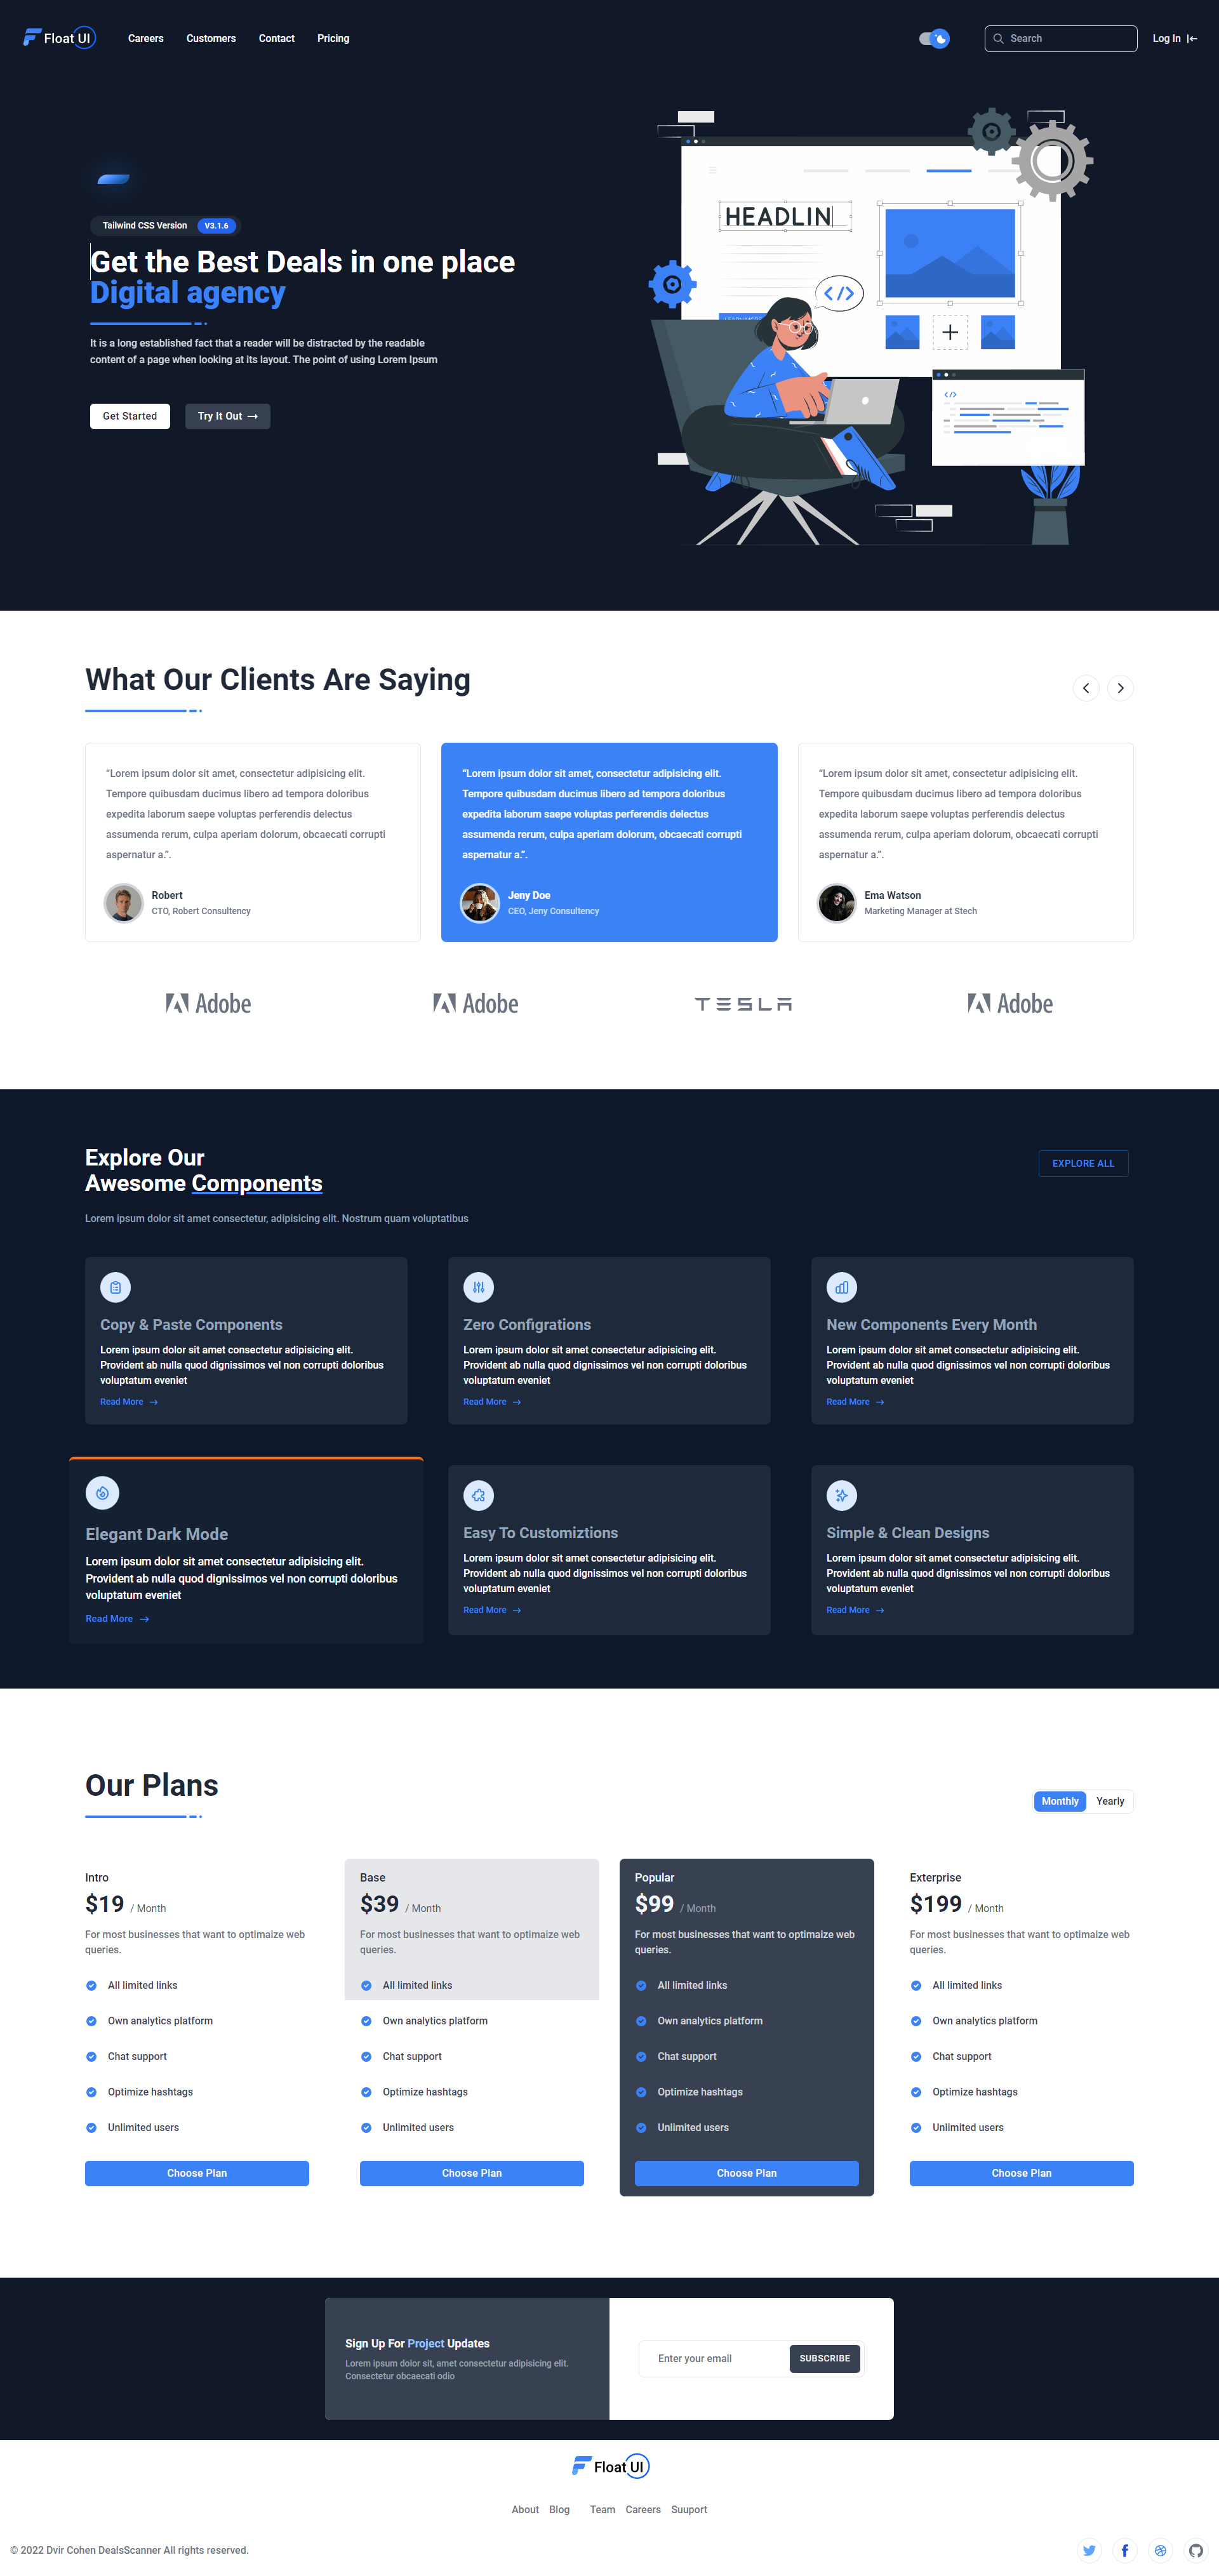 Float UI
Careers
Customers
Contact
Pricing
Search
Log In
Tailwind CSS Version
V3.1.6
Get the Best Deals in one place
Digital agency
It is a long established fact that a reader will be distracted by the readable
content of a page when looking at its layout. The point of using Lorem Ipsum
Get Started
Try It Out
HEADLIN
</>
</>
What Our Clients Are Saying
“Lorem ipsum dolor sit amet, consectetur adipisicing elit.
Tempore quibusdam ducimus libero ad tempora doloribus
expedita laborum saepe voluptas perferendis delectus
assumenda rerum, culpa aperiam dolorum, obcaecati corrupti
aspernatur a.”.
Robert
CTO, Robert Consultency
“Lorem ipsum dolor sit amet, consectetur adipisicing elit.
Tempore quibusdam ducimus libero ad tempora doloribus
expedita laborum saepe voluptas perferendis delectus
assumenda rerum, culpa aperiam dolorum, obcaecati corrupti
aspernatur a.”.
Jeny Doe
CEO, Jeny Consultency
“Lorem ipsum dolor sit amet, consectetur adipisicing elit.
Tempore quibusdam ducimus libero ad tempora doloribus
expedita laborum saepe voluptas perferendis delectus
assumenda rerum, culpa aperiam dolorum, obcaecati corrupti
aspernatur a.”.
Ema Watson
Marketing Manager at Stech
Adobe
Adobe
TESLA
Adobe
Explore Our
Awesome Components
EXPLORE ALL
Lorem ipsum dolor sit amet consectetur, adipisicing elit. Nostrum quam voluptatibus
Copy & Paste Components
Lorem ipsum dolor sit amet consectetur adipisicing elit.
Provident ab nulla quod dignissimos vel non corrupti doloribus
voluptatum eveniet
Read More
Zero Configrations
Lorem ipsum dolor sit amet consectetur adipisicing elit.
Provident ab nulla quod dignissimos vel non corrupti doloribus
voluptatum eveniet
Read More
New Components Every Month
Lorem ipsum dolor sit amet consectetur adipisicing elit.
Provident ab nulla quod dignissimos vel non corrupti doloribus
voluptatum eveniet
Read More
Elegant Dark Mode
Lorem ipsum dolor sit amet consectetur adipisicing elit.
Provident ab nulla quod dignissimos vel non corrupti doloribus
voluptatum eveniet
Read More
Easy To Customiztions
Lorem ipsum dolor sit amet consectetur adipisicing elit.
Provident ab nulla quod dignissimos vel non corrupti doloribus
voluptatum eveniet
Read More
Simple & Clean Designs
Lorem ipsum dolor sit amet consectetur adipisicing elit.
Provident ab nulla quod dignissimos vel non corrupti doloribus
voluptatum eveniet
Read More
Our Plans
Monthly
Yearly
Intro
$19 / Month
For most businesses that want to optimaize web
queries.
All limited links
Own analytics platform
Chat support
Optimize hashtags
Unlimited users
Choose Plan
Base
$39 / Month
For most businesses that want to optimaize web
queries.
All limited links
Own analytics platform
Chat support
Optimize hashtags
Unlimited users
Choose Plan
Popular
$99 / Month
For most businesses that want to optimaize web
queries.
All limited links
Own analytics platform
Chat support
Optimize hashtags
Unlimited users
Choose Plan
Exterprise
$199 / Month
For most businesses that want to optimaize web
queries.
All limited links
Own analytics platform
Chat support
Optimize hashtags
Unlimited users
Choose Plan
Sign Up For Project Updates
Lorem ipsum dolor sit, amet consectetur adipisicing elit.
Consectetur obcaecati odio
Enter your email
SUBSCRIBE
Float UI
About
Blog
Team
Careers
Suuport
© 2022 Dvir Cohen DealsScanner All rights reserved.